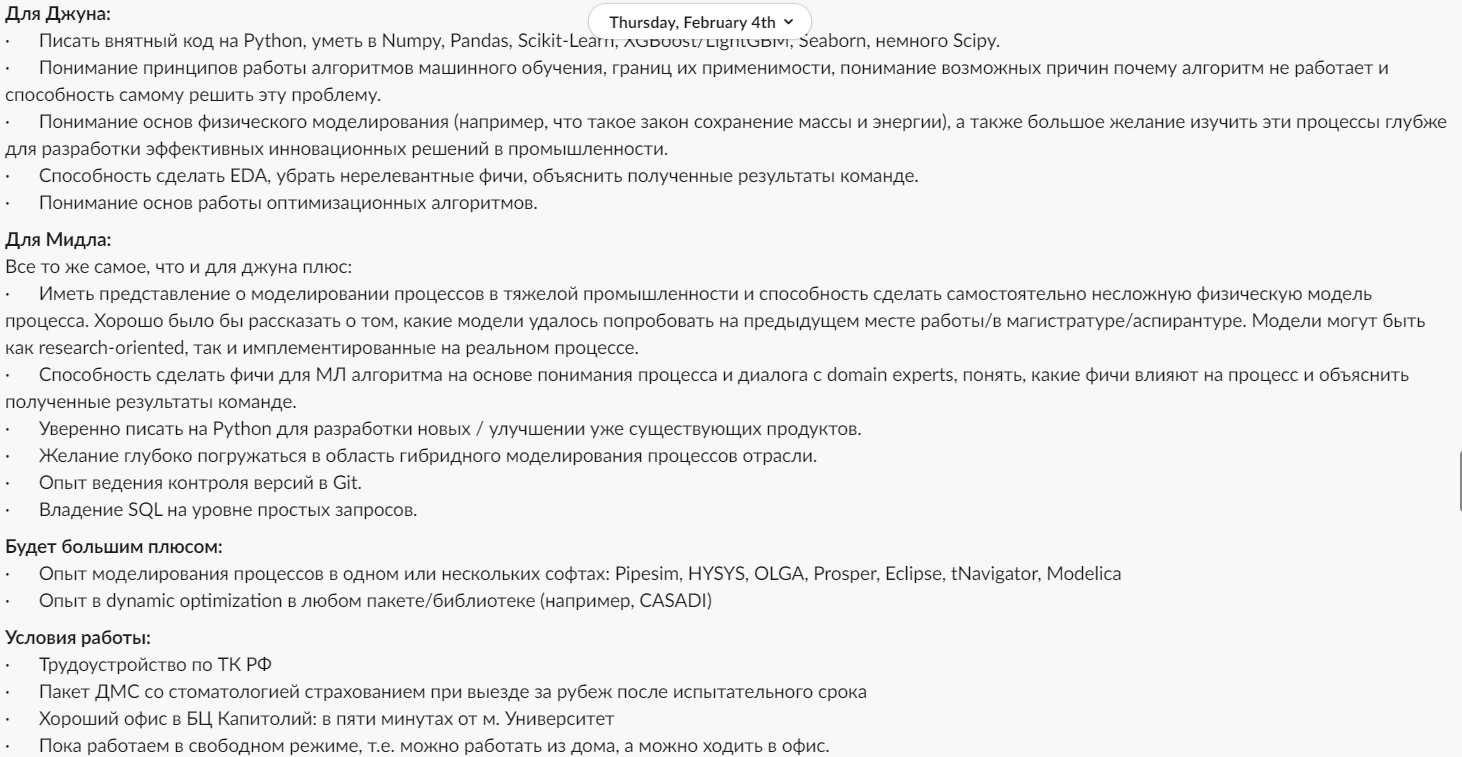 Для Джуна:
Thursday, February 4th
· Писать внятный код на Python, уметь в Numpy, Pandas, Scikit-Learn, XGBoost/LightGBM, Seaborn, немного Scipy.
· Понимание принципов работы алгоритмов машинного обучения, границ их применимости, понимание возможных причин почему алгоритм не работает и
способность самому решить эту проблему.
· Понимание основ физического моделирования (например, что такое закон сохранение массы и энергии), а также большое желание изучить эти процессы глубже
для разработки эффективных инновационных решений в промышленности.
· Способность сделать EDA, убрать нерелевантные фичи, объяснить полученные результаты команде.
· Понимание основ работы оптимизационных алгоритмов.
Для Мидла:
Все то же самое, что и для джуна плюс:
· Иметь представление о моделировании процессов в тяжелой промышленности и способность сделать самостоятельно несложную физическую модель
процесса. Хорошо было бы рассказать о том, какие модели удалось попробовать на предыдущем месте работы/в магистратуре/аспирантуре. Модели могут быть
как research-oriented, так и имплементированные на реальном процессе.
· Способность сделать фичи для МЛ алгоритма на основе понимания процесса и диалога с domain experts, понять, какие фичи влияют на процесс и объяснить
полученные результаты команде.
· Уверенно писать на Python для разработки новых / улучшении уже существующих продуктов.
· Желание глубоко погружаться в область гибридного моделирования процессов отрасли.
· Опыт ведения контроля версий в Git.
· Владение SQL на уровне простых запросов.
Будет большим плюсом:
· Опыт моделирования процессов в одном или нескольких софтах: Pipesim, HYSYS, OLGA, Prosper, Eclipse, tNavigator, Modelica
· Опыт в dynamic optimization в любом пакете/библиотеке (например, CASADI)
Условия работы:
· Трудоустройство по ТК РФ
· Пакет ДМС со стоматологией страхованием при выезде за рубеж после испытательного срока
· Хороший офис в БЦ Капитолий: в пяти минутах от м. Университет
· Пока работаем в свободном режиме, т.е. можно работать из дома, а можно ходить в офис.